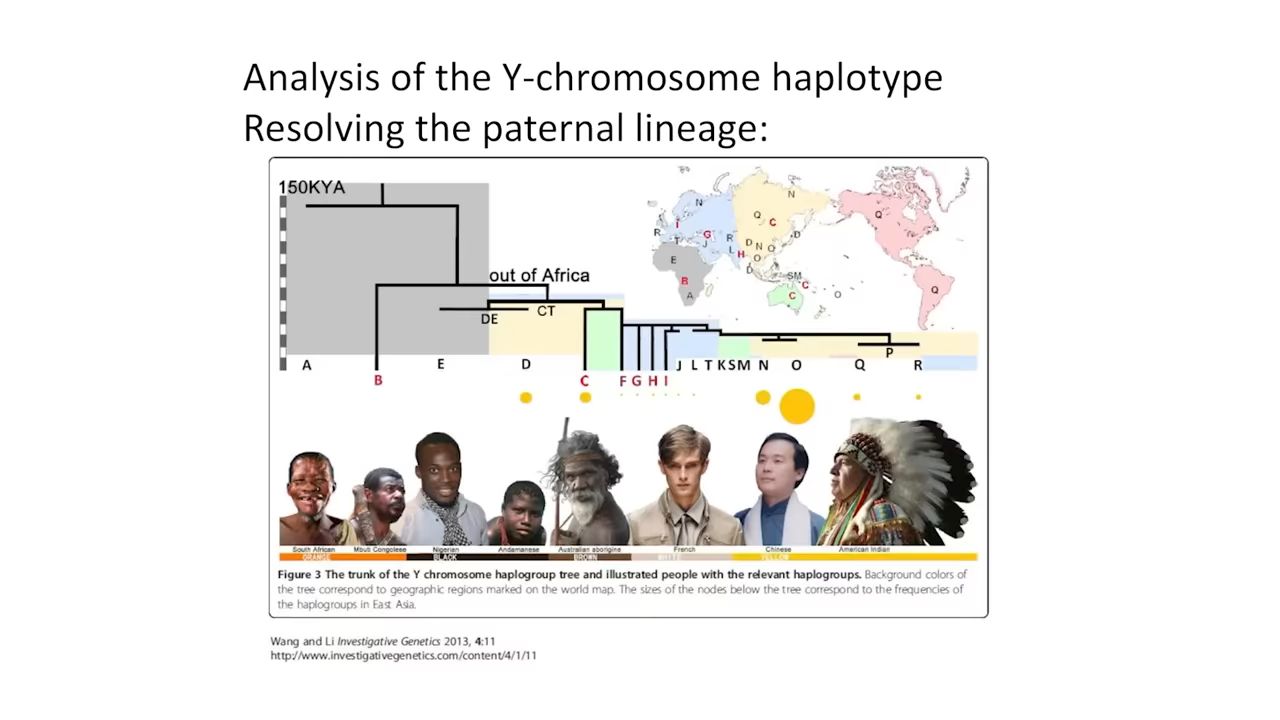 Analysis of the Y-chromosome haplotype
Resolving the paternal lineage:
150KYA
out of Africa
CT
DE
P
A B E D C F G H I J L T K S M N O Q R
N
R
I
T
G
J
R
L
H
E
B
A
N
Q
C
D
D N O
O
D
SM
C
C
O
Q
Q
South African Mbuti Congolese Nigerian Andamanese Australian aborigine French Chinese American Indian
ORANGE BLACK BROWN WHITE YELLOW
Figure 3 The trunk of the Y chromosome haplogroup tree and illustrated people with the relevant haplogroups. Background colors of
the tree correspond to geographic regions marked on the world map. The sizes of the nodes below the tree correspond to the frequencies of
the haplogroups in East Asia.
Wang and Li Investigative Genetics 2013, 4:11
http://www.investigativegenetics.com/content/4/1/11